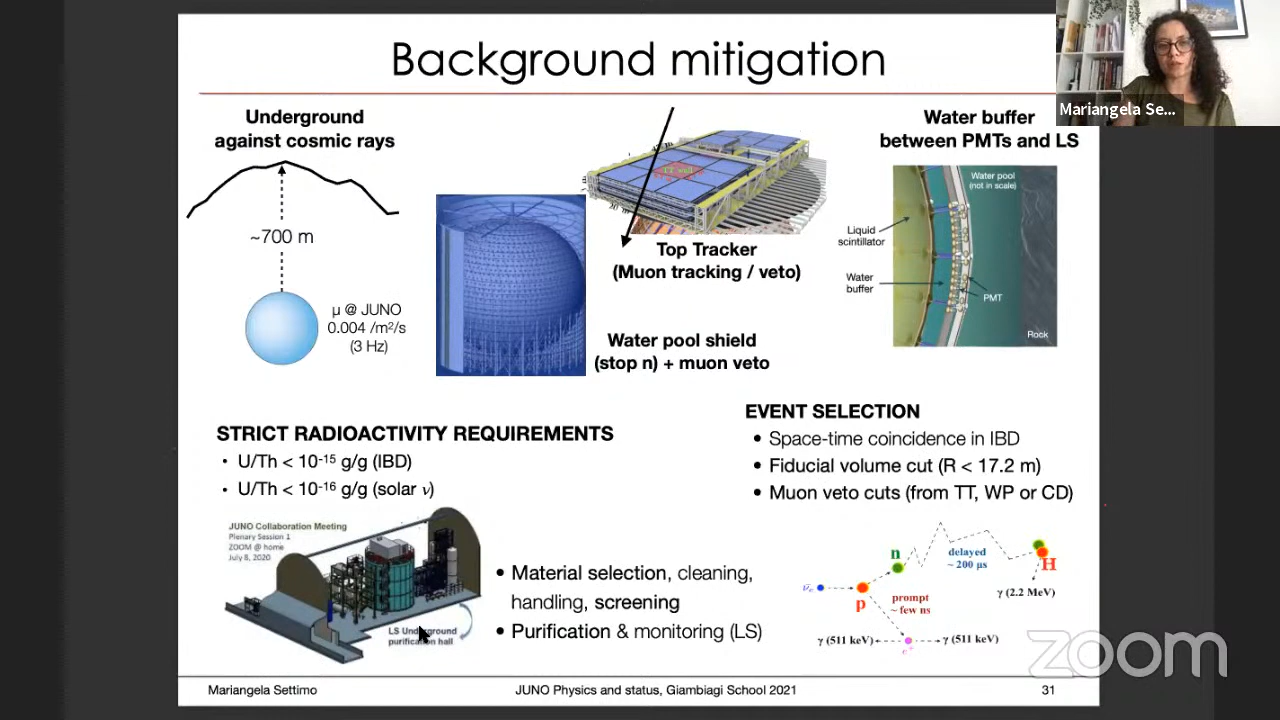 Background mitigation
Mariangela Se...
Underground
against cosmic rays
~700 m
μ @ JUNO
0.004 /m²/s
(3 Hz)
TT wall
Top Tracker
(Muon tracking / veto)
Water pool shield
(stop n) + muon veto
Water buffer
between PMTs and LS
Water pool
(not in scale)
Liquid
scintillator
Water
buffer
PMT
Rock
STRICT RADIOACTIVITY REQUIREMENTS
• U/Th < 10⁻¹⁵ g/g (IBD)
• U/Th < 10⁻¹⁶ g/g (solar ν)
JUNO Collaboration Meeting
Plenary Session 1
ZOOM @ home
July 8, 2020
LS Underground
purification hall
• Material selection, cleaning,
handling, screening
• Purification & monitoring (LS)
EVENT SELECTION
• Space-time coincidence in IBD
• Fiducial volume cut (R < 17.2 m)
• Muon veto cuts (from TT, WP or CD)
n
delayed
~ 200 μs
H
γ (2.2 MeV)
p
prompt
~ few ns
γ (511 keV)
γ (511 keV)
e⁺
zoom
Mariangela Settimo
JUNO Physics and status, Giambiagi School 2021
31